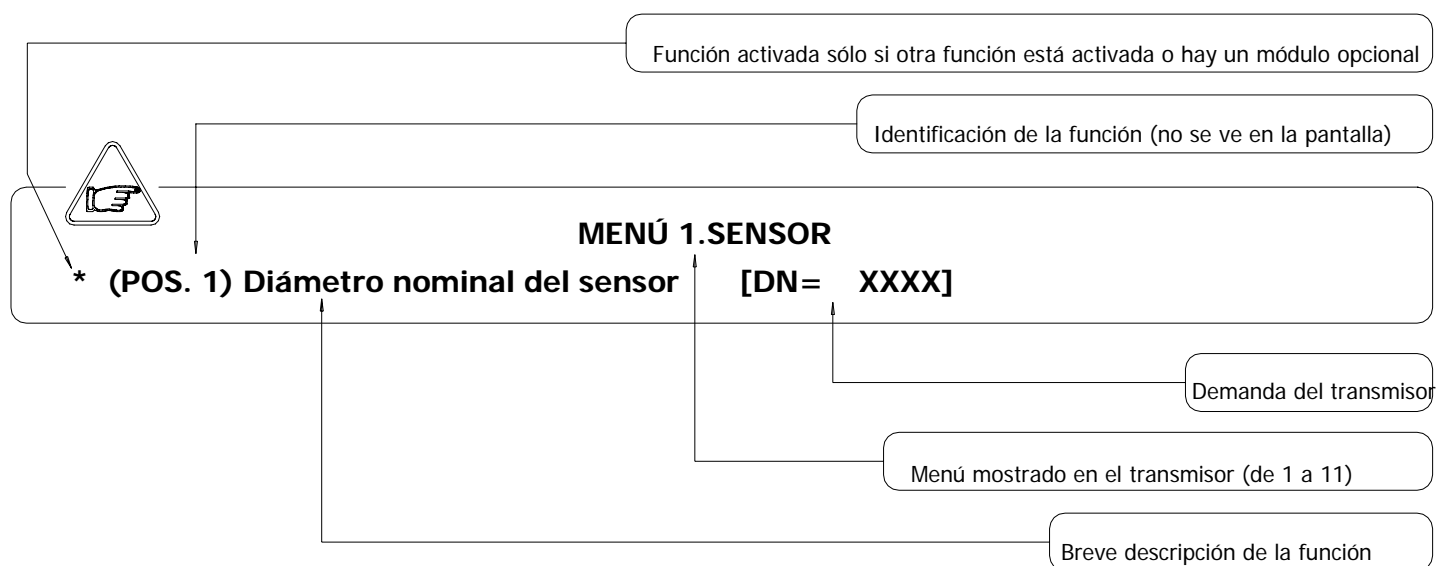 Función activada sólo si otra función está activada o hay un módulo opcional
Identificación de la función (no se ve en la pantalla)
MENÚ 1.SENSOR
* (POS. 1) Diámetro nominal del sensor [DN= XXXX]
Demanda del transmisor
Menú mostrado en el transmisor (de 1 a 11)
Breve descripción de la función